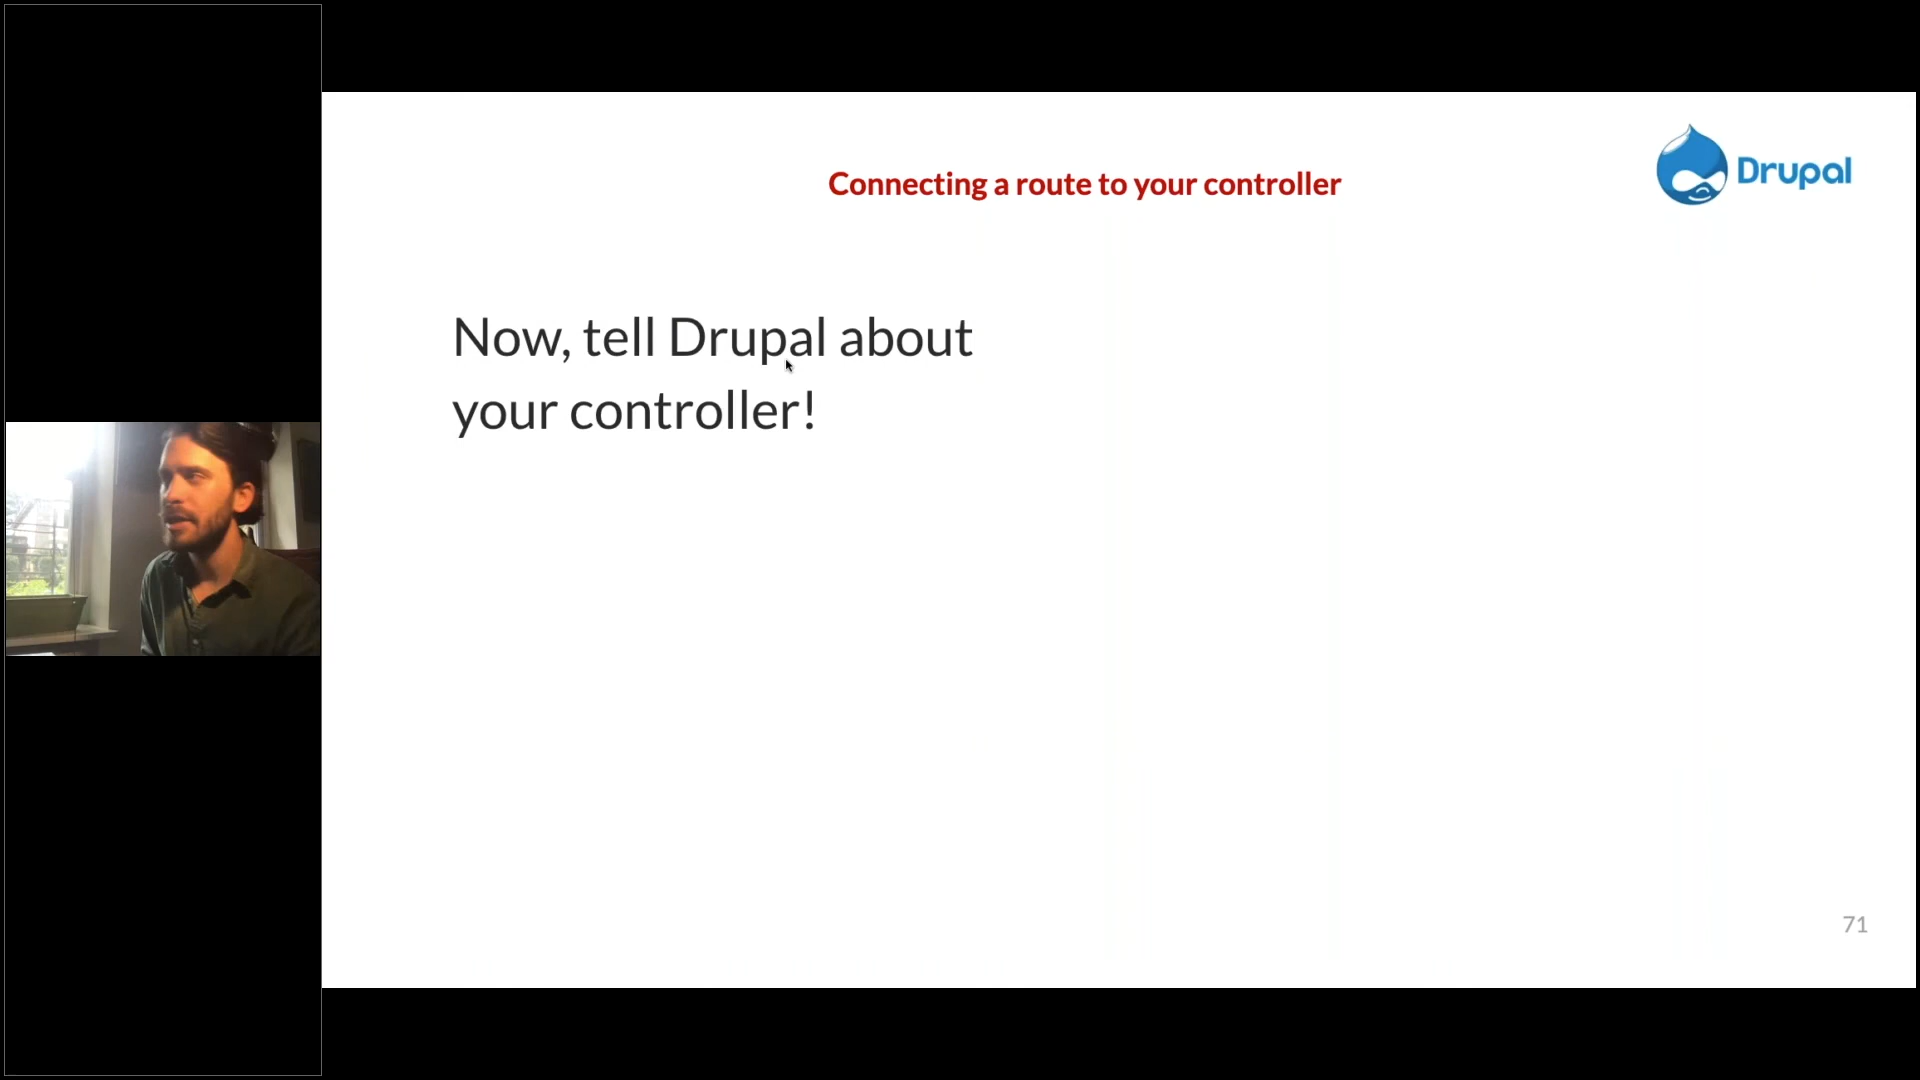 Connecting a route to your controller
Drupal
Now, tell Drupal about
your controller!
71